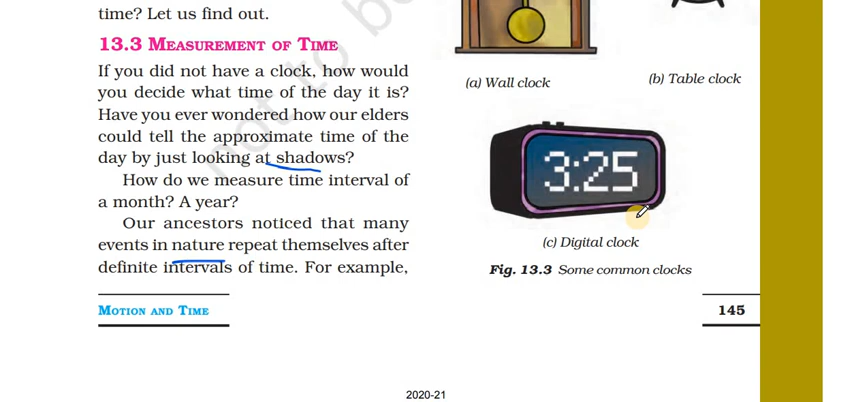 time? Let us find out.
13.3 MEASUREMENT OF TIME
If you did not have a clock, how would
you decide what time of the day it is?
Have you ever wondered how our elders
could tell the approximate time of the
day by just looking at shadows?
How do we measure time interval of
a month? A year?
Our ancestors noticed that many
events in nature repeat themselves after
definite intervals of time. For example,
(a) Wall clock
(b) Table clock
3:25
(c) Digital clock
Fig. 13.3 Some common clocks
MOTION AND TIME
145
2020-21
not to be